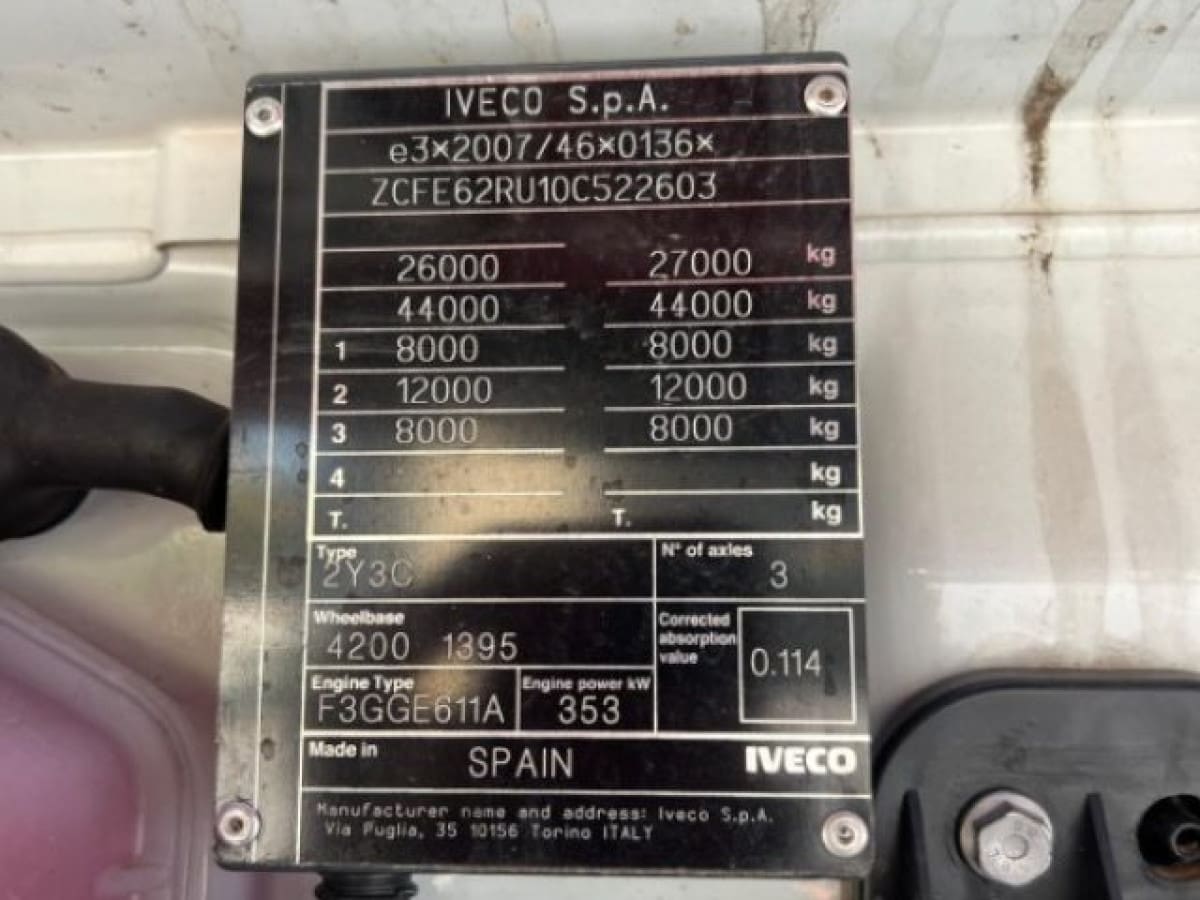 IVECO S.p.A.
e3×2007/46×0136×
ZCFE62RU10C522603
26000 27000 kg
44000 44000 kg
1 8000 8000 kg
2 12000 12000 kg
3 8000 8000 kg
4 kg
T. T. kg
Type N° of axles
2Y3C 3
Wheelbase Corrected absorption value
4200 1395 0.114
Engine Type Engine power kW
F3GGE611A 353
Made in SPAIN IVECO
Manufacturer name and address: Iveco S.p.A.
Via Puglia, 35 10156 Torino ITALY